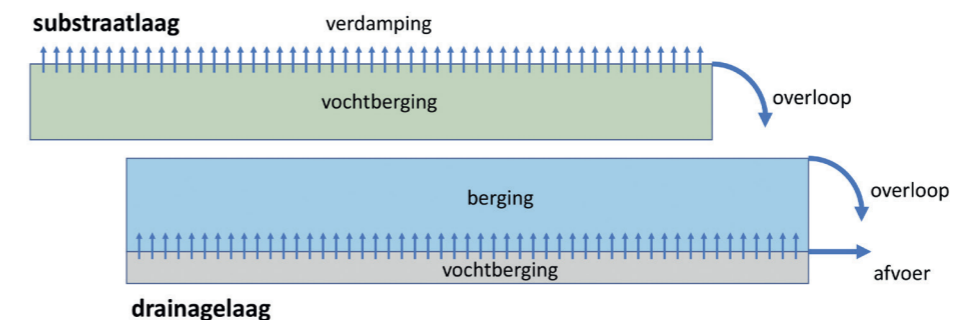 substraatlaag
verdamping
vochtberging
overloop
berging
overloop
vochtberging
afvoer
drainagelaag